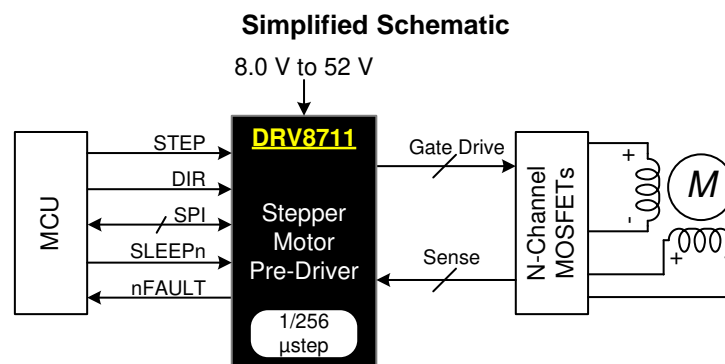 Simplified Schematic
8.0 V to 52 V
MCU
STEP
DIR
SPI
SLEEPn
nFAULT
DRV8711
Stepper
Motor
Pre-Driver
1/256
µstep
Gate Drive
Sense
N-Channel
MOSFETs
+
-
M
+
-